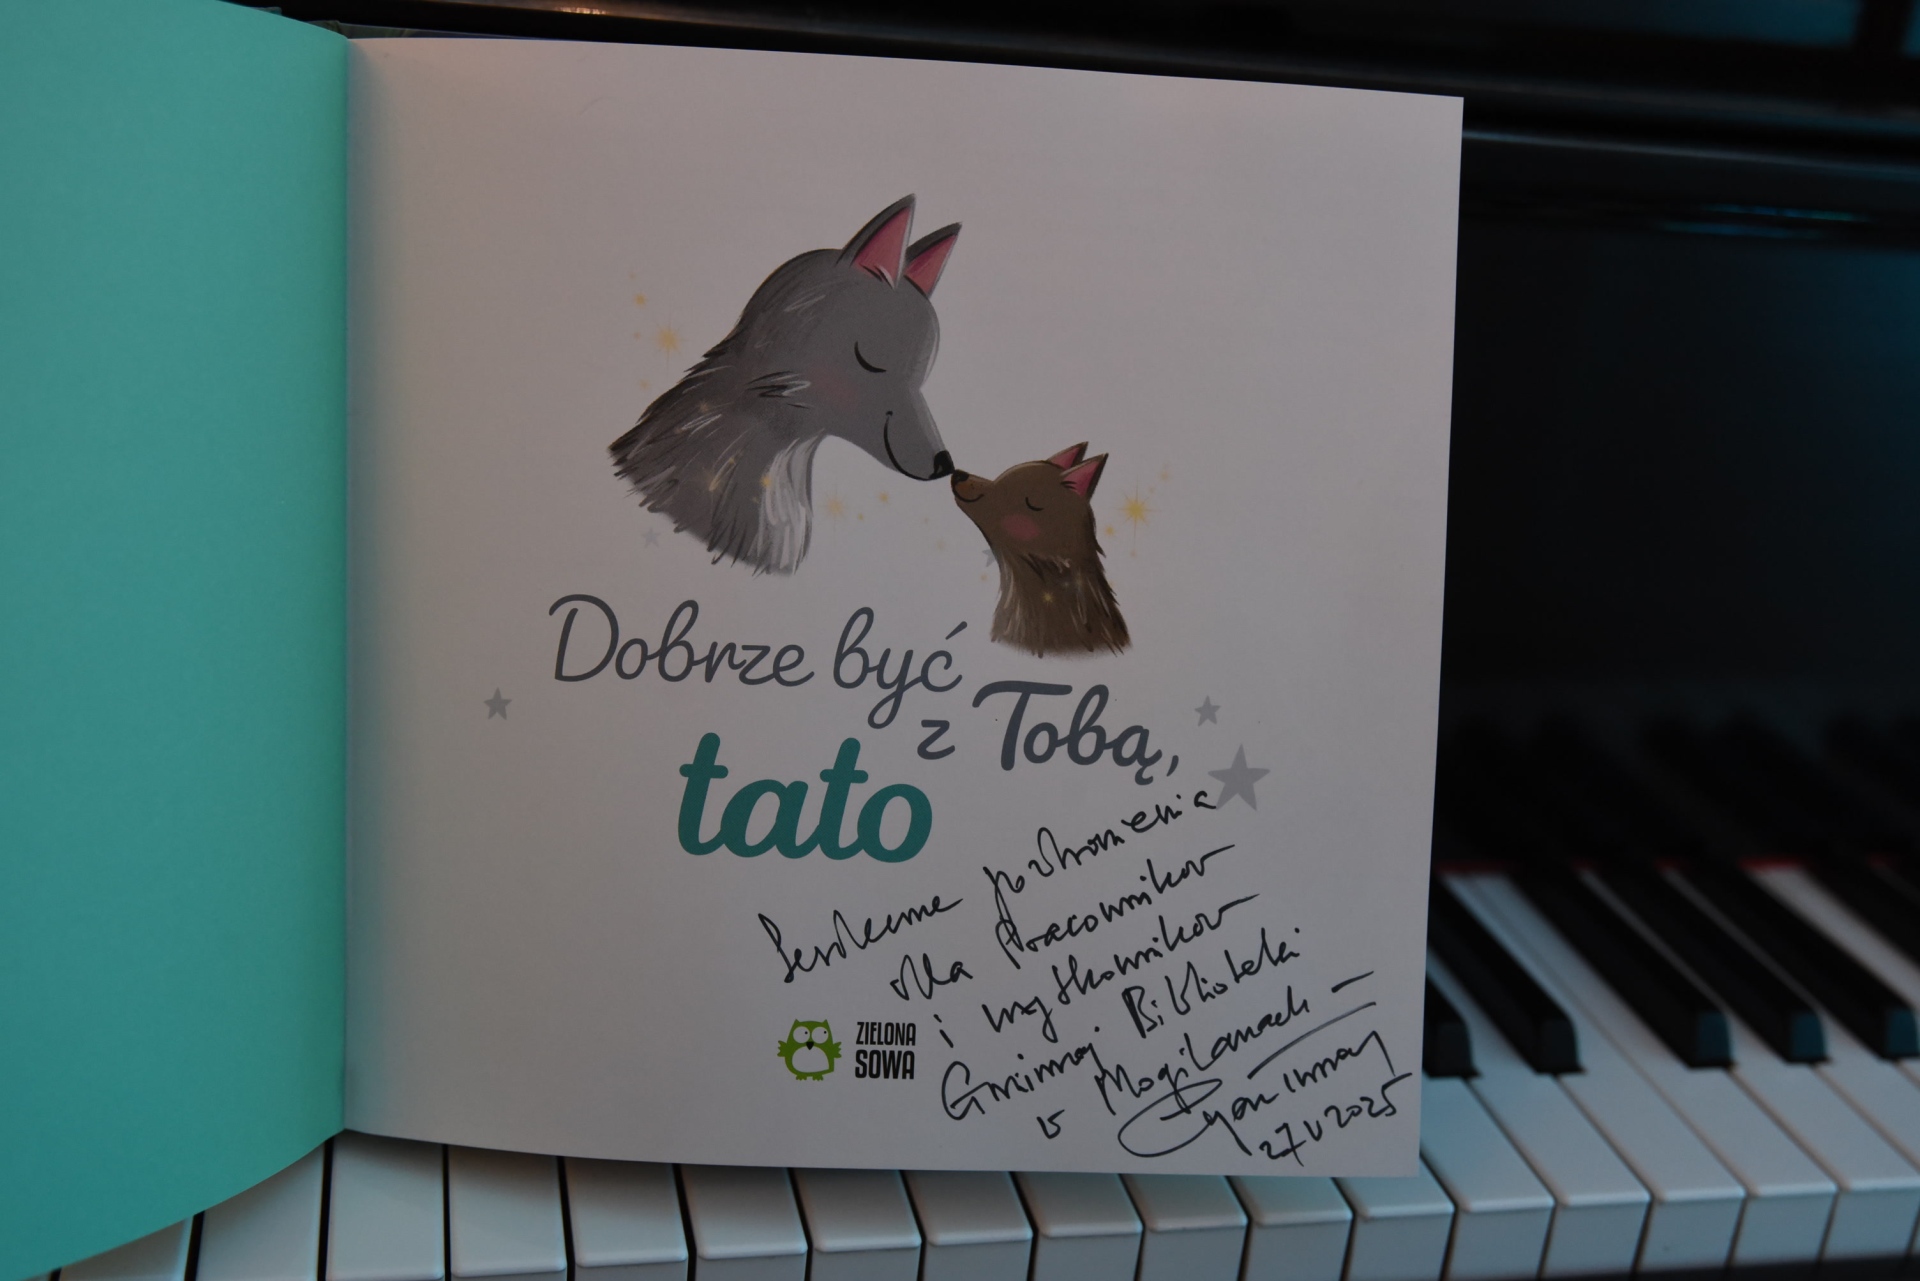 Dobrze być
z Tobą,
tato
Serdeczne pozdrowienia
dla Pracowników
i użytkowników
Gminnej Biblioteki
w Mogilanach –
27 V 2025
ZIELONA
SOWA